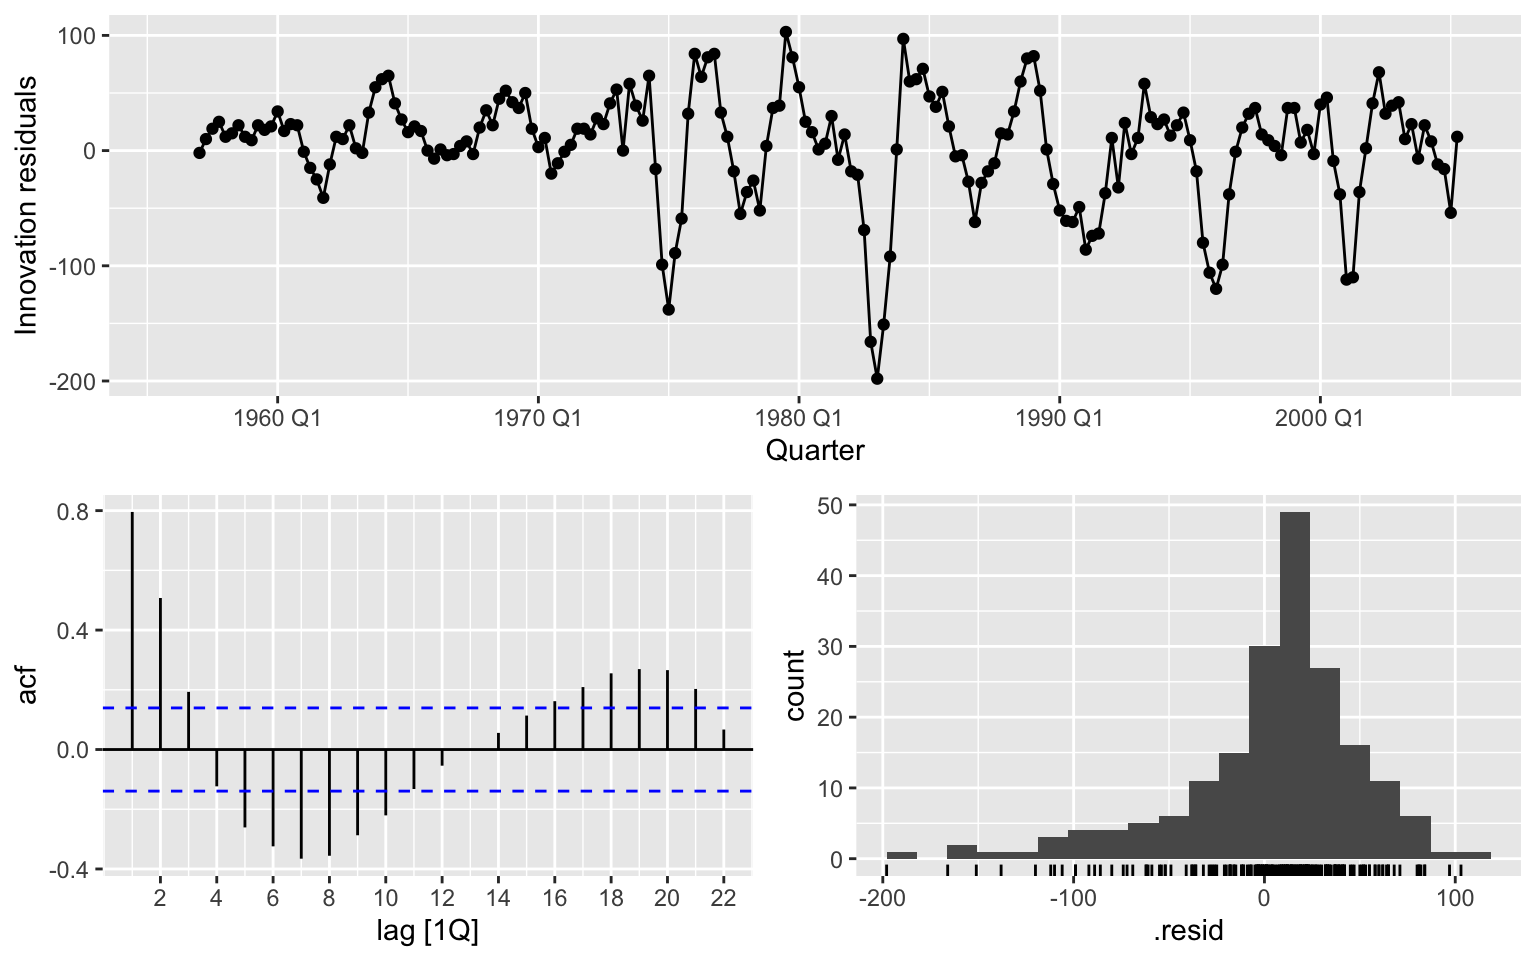 Innovation residuals
100
0
-100
-200
1960 Q1 1970 Q1 1980 Q1 1990 Q1 2000 Q1
Quarter
acf
0.8
0.4
0.0
-0.4
2 4 6 8 10 12 14 16 18 20 22
lag [1Q]
count
50
40
30
20
10
0
-200 -100 0 100
.resid